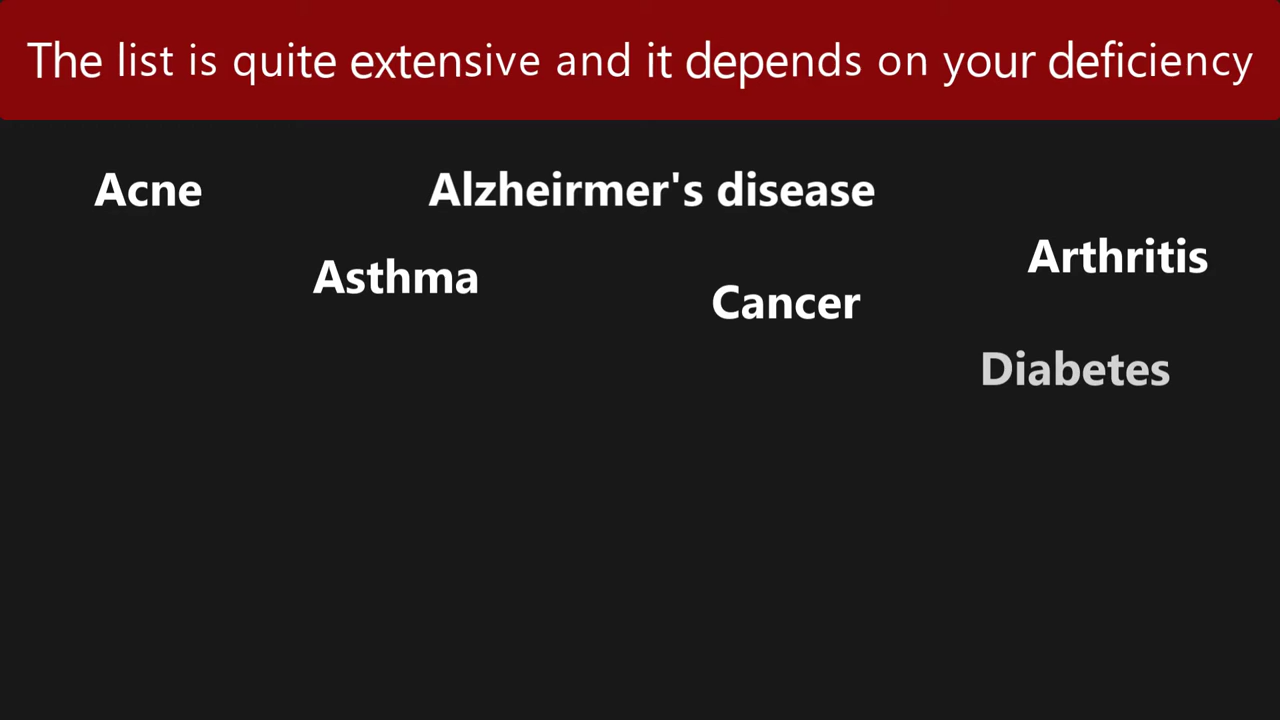 The list is quite extensive and it depends on your deficiency
Acne
Alzheirmer's disease
Arthritis
Asthma
Cancer
Diabetes